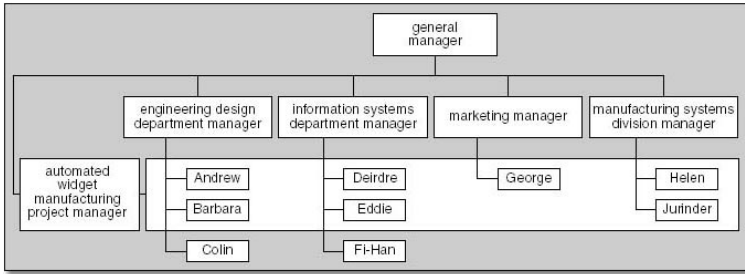 general
manager
engineering design
department manager
information systems
department manager
marketing manager
manufacturing systems
division manager
automated
widget
manufacturing
project manager
Andrew
Deirdre
George
Helen
Barbara
Eddie
Jurinder
Colin
Fi-Han